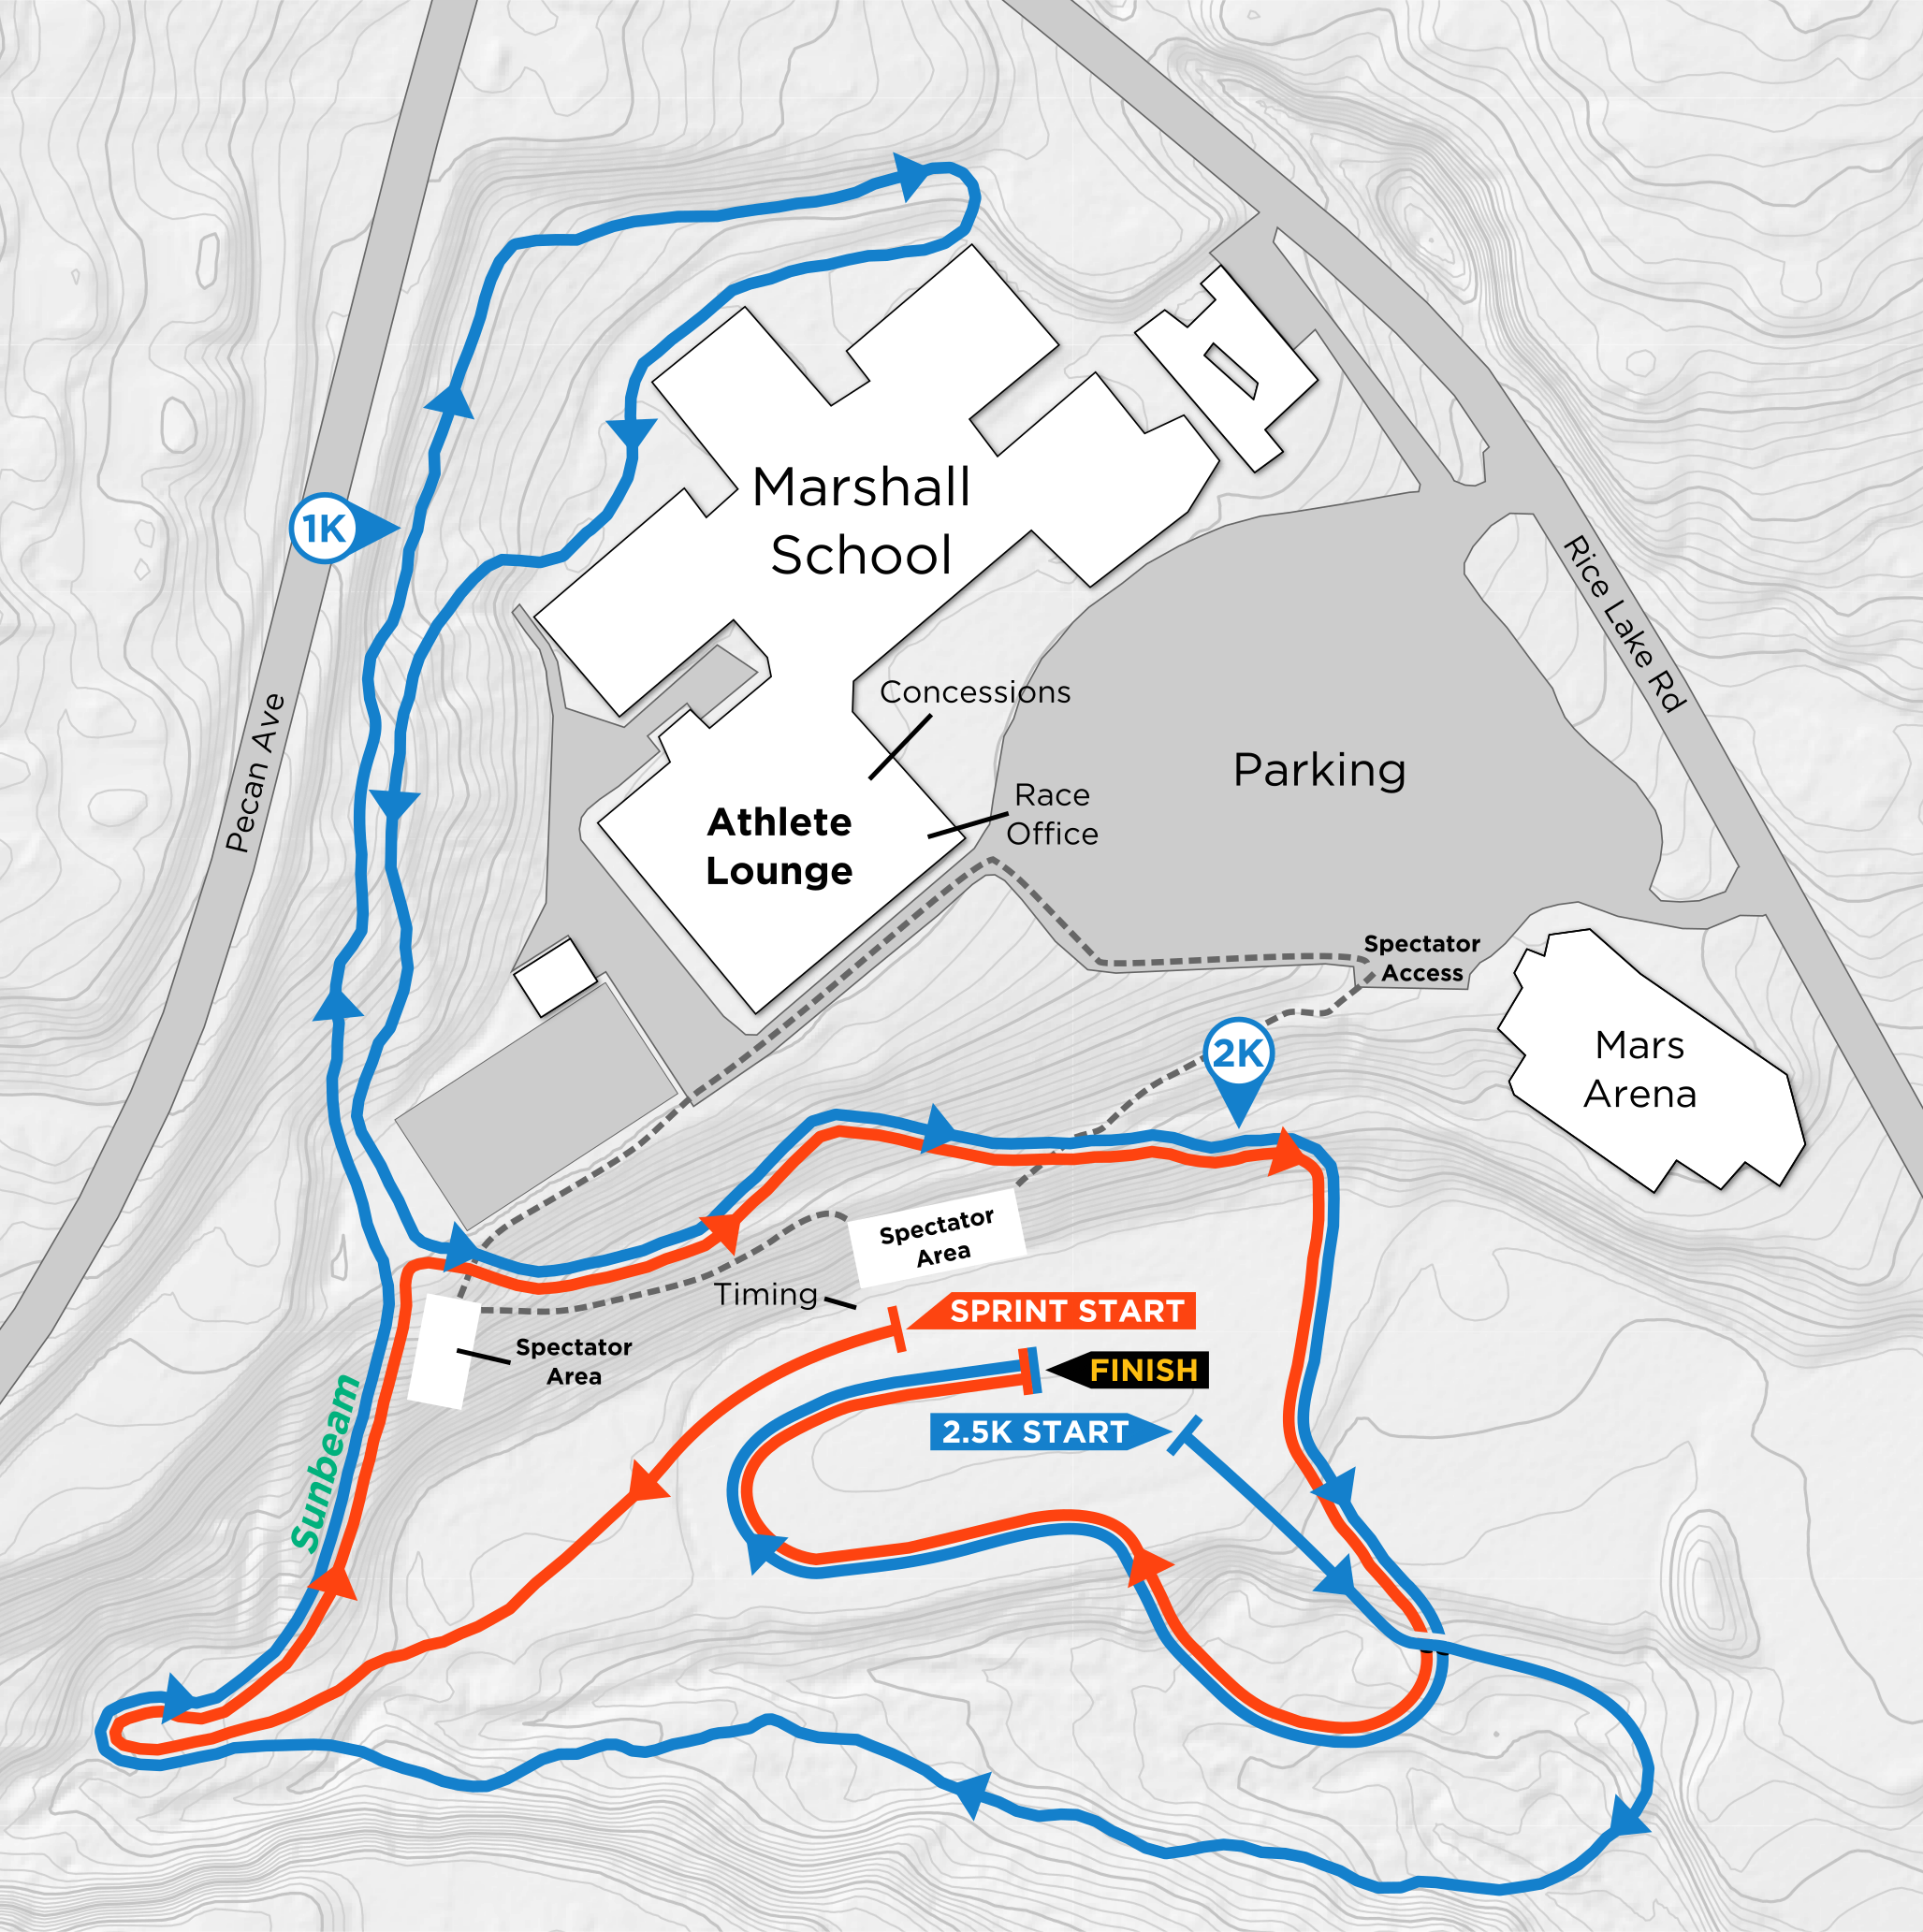 1K
Marshall
School
Rice Lake Rd
Pecan Ave
Concessions
Parking
Race
Office
Athlete
Lounge
Spectator
Access
2K
Mars
Arena
Spectator
Area
Timing
SPRINT START
Spectator
Area
FINISH
2.5K START
Sunbeam